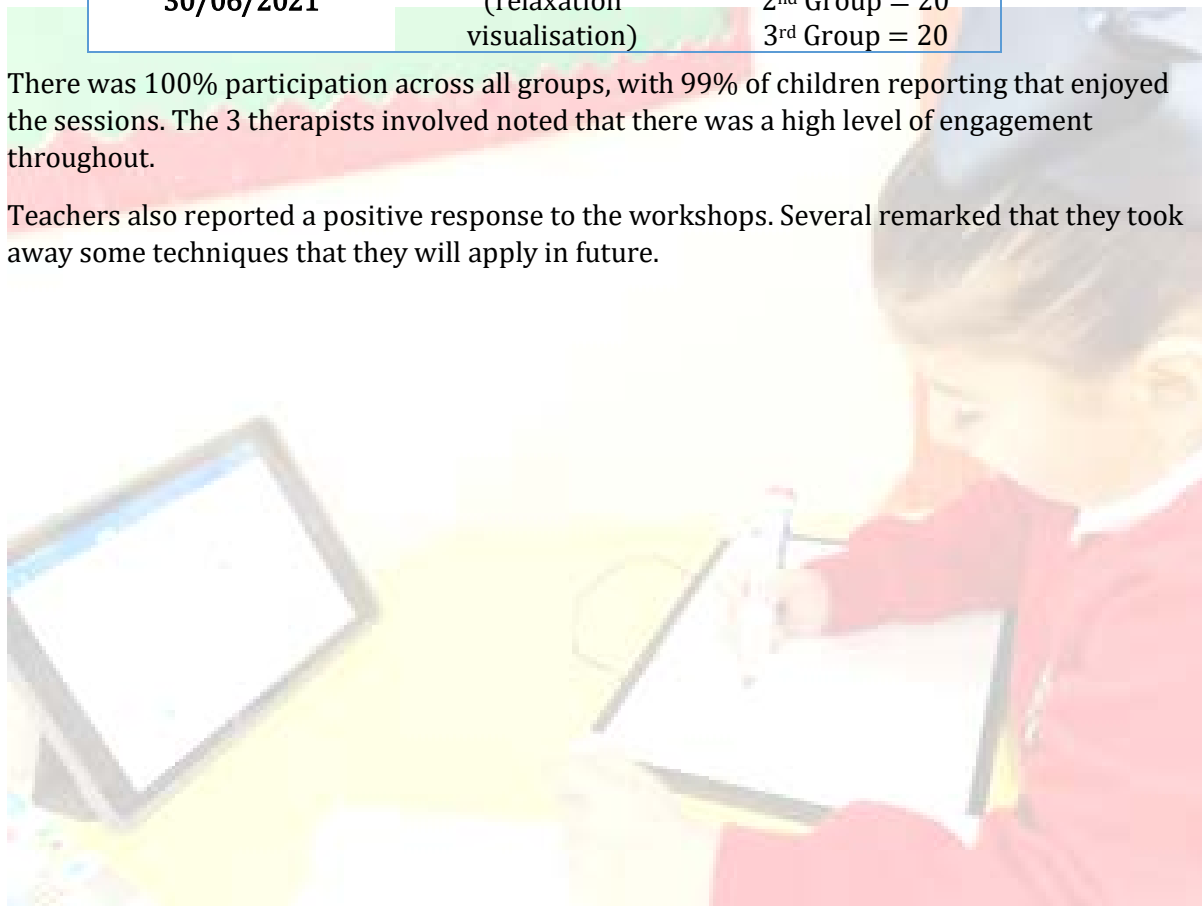 30/06/2021 (relaxation 2nd Group = 20
visualisation) 3rd Group = 20
There was 100% participation across all groups, with 99% of children reporting that enjoyed
the sessions. The 3 therapists involved noted that there was a high level of engagement
throughout.
Teachers also reported a positive response to the workshops. Several remarked that they took
away some techniques that they will apply in future.